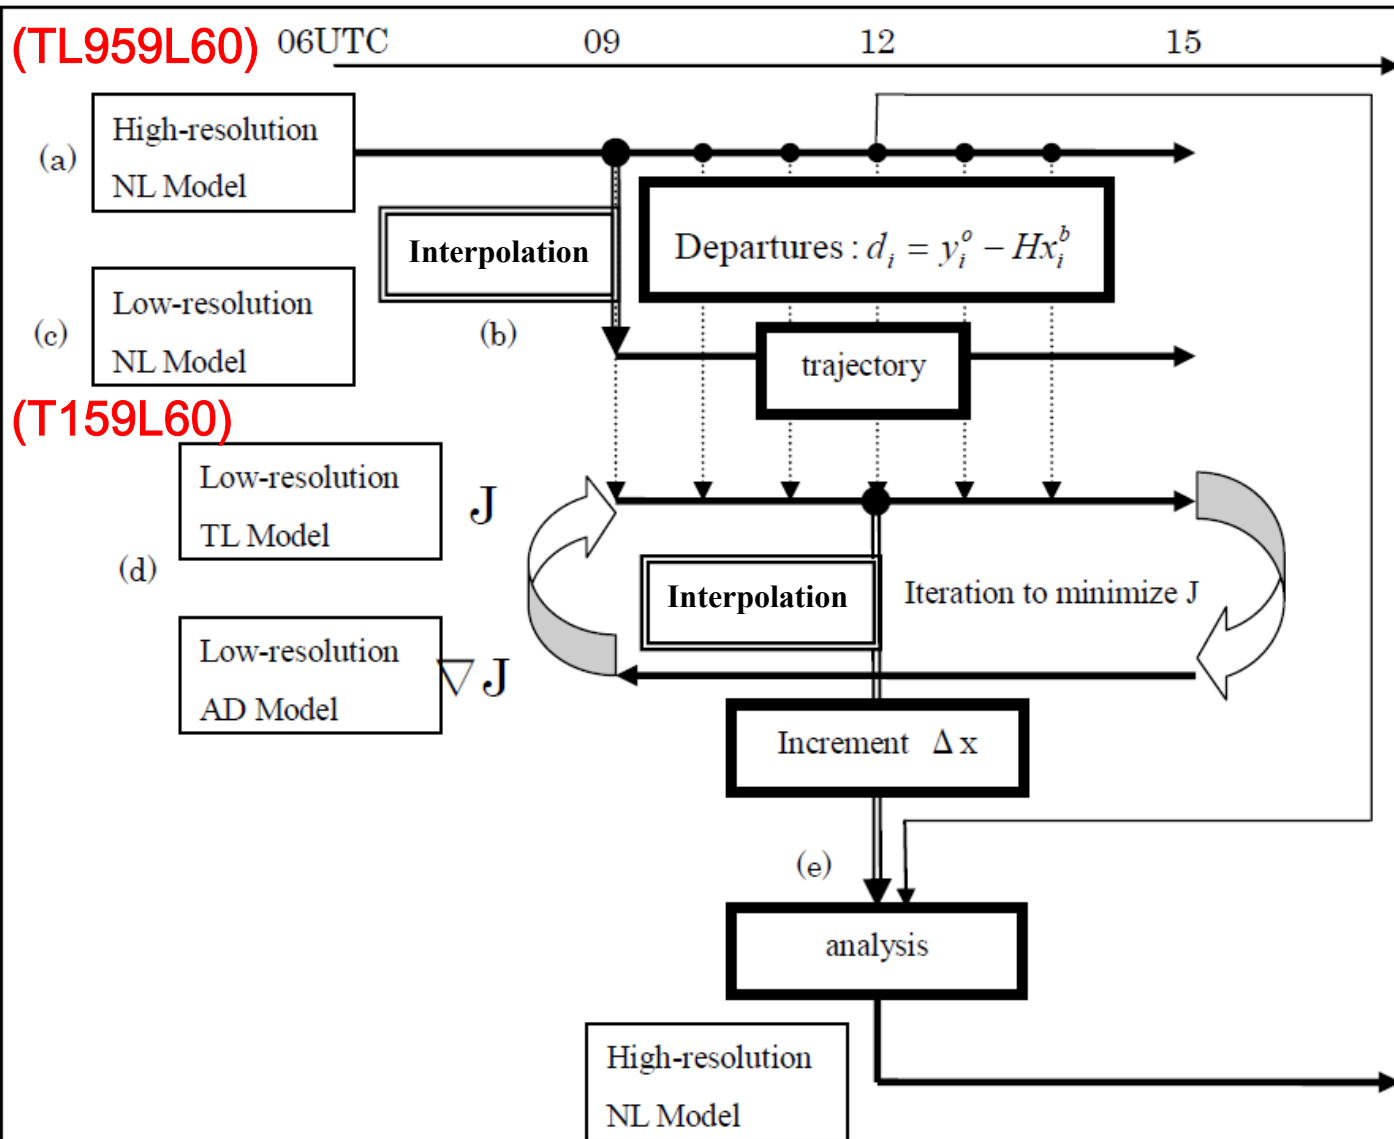 (TL959L60) 06UTC 09 12 15
(a)
High-resolution
NL Model
Interpolation
Departures : d_i = y_i^o − Hx_i^b
(c)
Low-resolution
NL Model
(b)
trajectory
(T159L60)
(d)
Low-resolution
TL Model
J
Interpolation
Iteration to minimize J
Low-resolution
AD Model
▽J
Increment Δx
(e)
analysis
High-resolution
NL Model